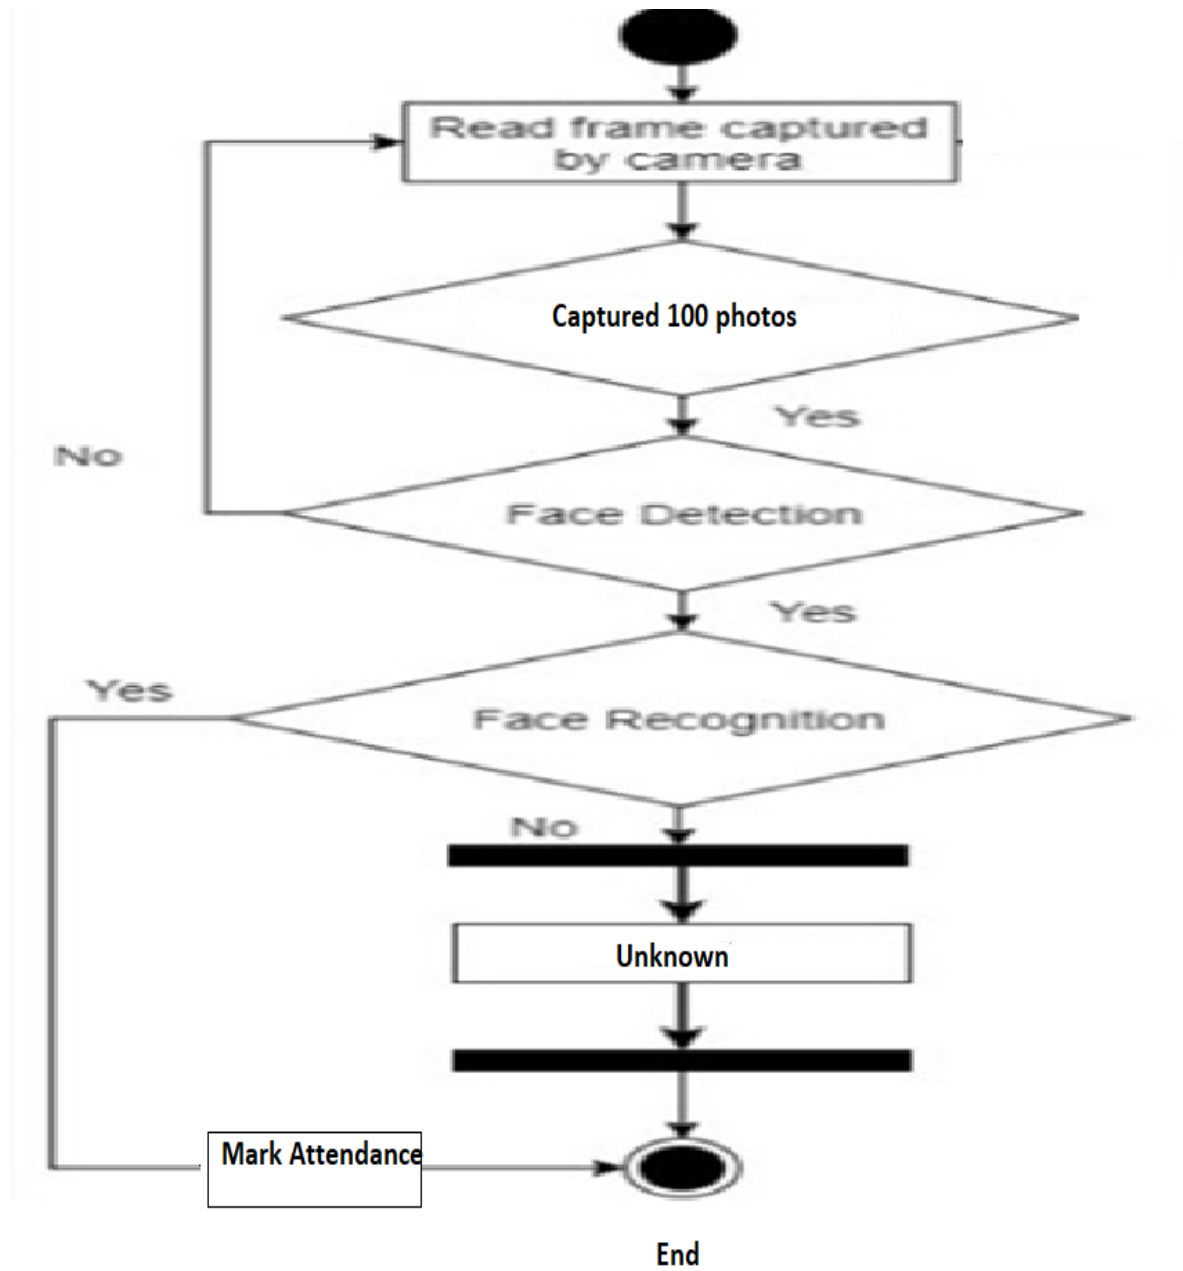 Read frame captured
by camera
Captured 100 photos
Yes
No
Face Detection
Yes
Yes
Face Recognition
No
Unknown
Mark Attendance
End